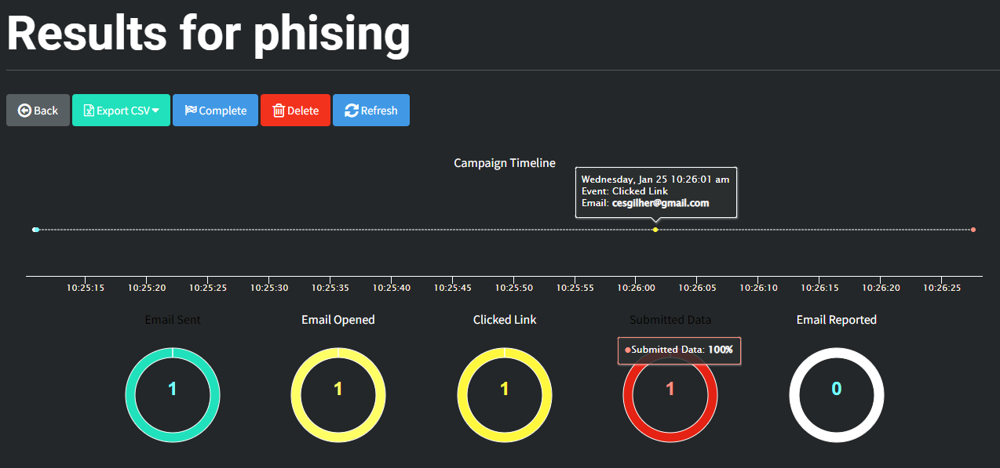 Results for phising
Back Export CSV Complete Delete Refresh
Campaign Timeline
Wednesday, Jan 25 10:26:01 am
Event: Clicked Link
Email: cesgilher@gmail.com
10:25:15 10:25:20 10:25:25 10:25:30 10:25:35 10:25:40 10:25:45 10:25:50 10:25:55 10:26:00 10:26:05 10:26:10 10:26:15 10:26:20 10:26:25
Email Sent Email Opened Clicked Link Submitted Data Email Reported
Submitted Data: 100%
1 1 1 1 0